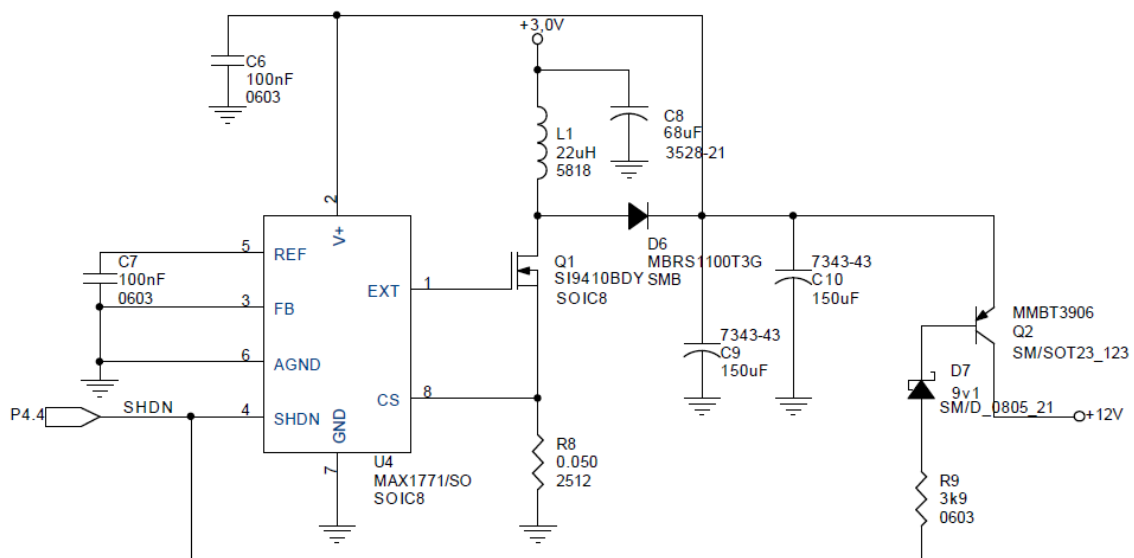 +3,0V
C6
100nF
0603
C8
68uF
3528-21
L1
22uH
5818
2
V+
5
REF
C7
100nF
0603
3
FB
EXT
1
Q1
SI9410BDY
SOIC8
D6
MBRS1100T3G
SMB
7343-43
C10
150uF
7343-43
C9
150uF
MMBT3906
Q2
SM/SOT23_123
6
AGND
D7
9v1
SM/D_0805_21
+12V
P4.4
SHDN
4
SHDN
CS
8
GND
7
U4
MAX1771/SO
SOIC8
R8
0.050
2512
R9
3k9
0603